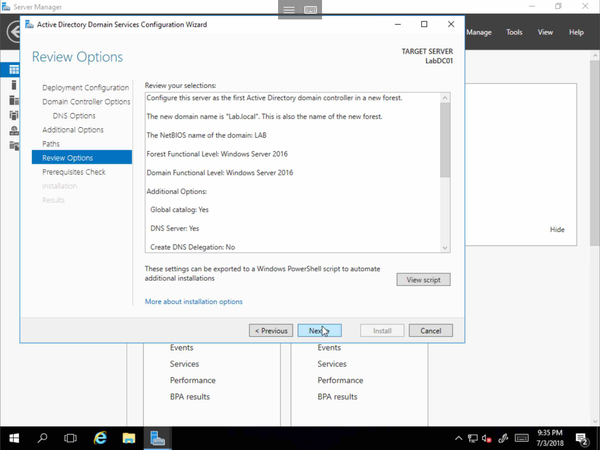 Server Manager
Manage Tools View Help
Active Directory Domain Services Configuration Wizard
Review Options
TARGET SERVER
LabDC01
Deployment Configuration
Domain Controller Options
DNS Options
Additional Options
Paths
Review Options
Prerequisites Check
Installation
Results
Review your selections:
Configure this server as the first Active Directory domain controller in a new forest.
The new domain name is "Lab.local". This is also the name of the new forest.
The NetBIOS name of the domain: LAB
Forest Functional Level: Windows Server 2016
Domain Functional Level: Windows Server 2016
Additional Options:
Global catalog: Yes
DNS Server: Yes
Create DNS Delegation: No
These settings can be exported to a Windows PowerShell script to automate
additional installations
View script
More about installation options
< Previous
Next >
Install
Cancel
Hide
Events
Services
Performance
BPA results
Events
Services
Performance
BPA results
9:35 PM
7/3/2018
2